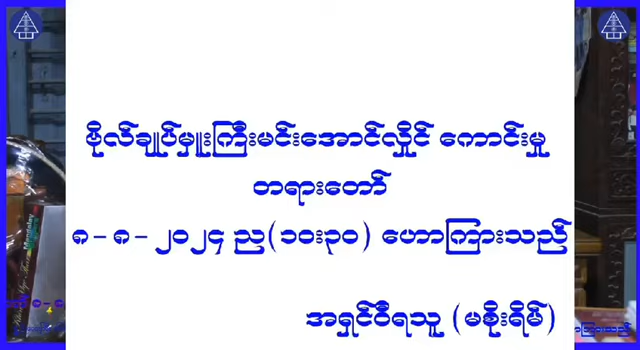 ဗိုလ်ချုပ်မှူးကြီးမင်းအောင်လှိုင် ကောင်းမှု
တရားတော်
၈-၈-၂၀၂၄ ည(၁၀း၃၀) ဟောကြားသည်
အရှင်ဝီရသူ (မစိုးရိမ်)